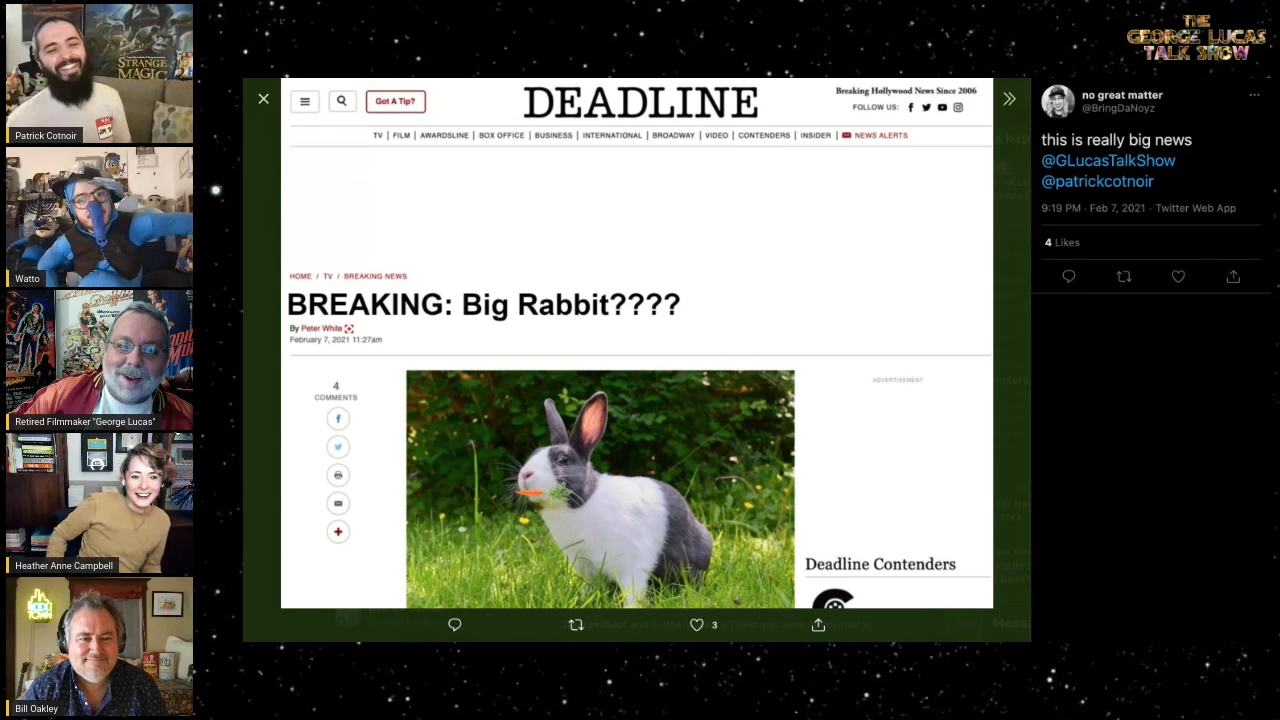 STRANGE
MAGIC
Patrick Cotnoir
Watto
Retired Filmmaker "George Lucas"
Heather Anne Campbell
Bill Oakley
Got A Tip?
DEADLINE
Breaking Hollywood News Since 2006
FOLLOW US:
TV | FILM | AWARDSLINE | BOX OFFICE | BUSINESS | INTERNATIONAL | BROADWAY | VIDEO | CONTENDERS | INSIDER | NEWS ALERTS
HOME / TV / BREAKING NEWS
BREAKING: Big Rabbit????
By Peter White
February 7, 2021 11:27am
4
COMMENTS
ADVERTISEMENT
Deadline Contenders
3
THE
GEORGE LUCAS
TALK SHOW
no great matter
@BringDaNoyz
this is really big news
@GLucasTalkShow
@patrickcotnoir
9:19 PM · Feb 7, 2021 · Twitter Web App
4 Likes